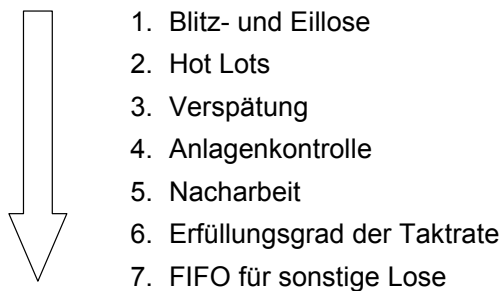 1. Blitz- und Eillose
2. Hot Lots
3. Verspätung
4. Anlagenkontrolle
5. Nacharbeit
6. Erfüllungsgrad der Taktrate
7. FIFO für sonstige Lose